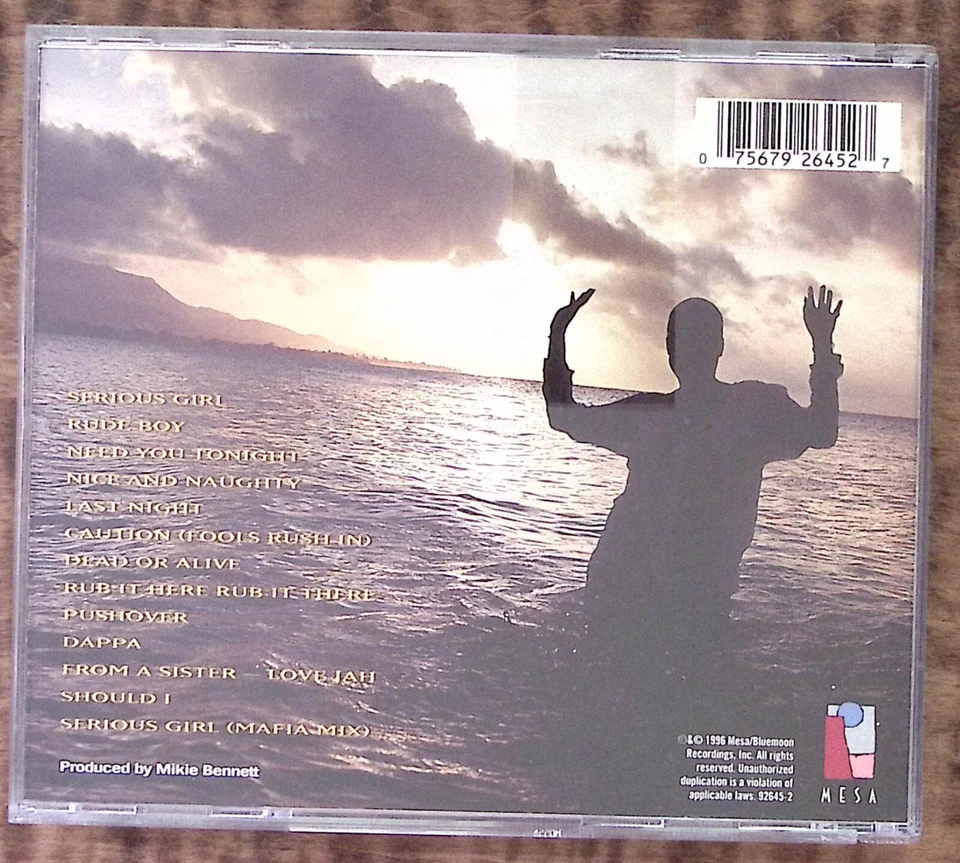 0 75679 26452 7
SERIOUS GIRL
RUDE BOY
NEED YOU TONIGHT
NICE AND NAUGHTY
LAST NIGHT
CAUTION (FOOLS RUSH IN)
DEAD OR ALIVE
RUB IT HERE RUB IT THERE
PUSHOVER
DAPPA
FROM A SISTER – LOVE JAH
SHOULD I
SERIOUS GIRL (MAFIA MIX)
Produced by Mikie Bennett
℗&© 1996 Mesa/Bluemoon
Recordings, Inc. All rights
reserved. Unauthorized
duplication is a violation of
applicable laws. 92645-2
MESA